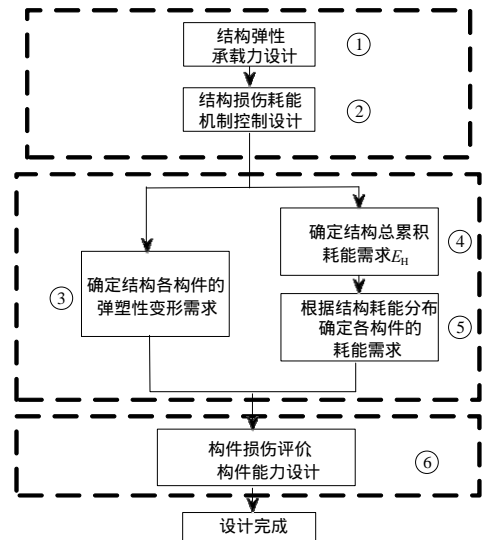 结构弹性
承载力设计
①
结构损伤耗能
机制控制设计
②
③
确定结构各构件的
弹塑性变形需求
确定结构总累积
耗能需求E_H
④
根据结构耗能分布
确定各构件的
耗能需求
⑤
构件损伤评价
构件能力设计
⑥
设计完成